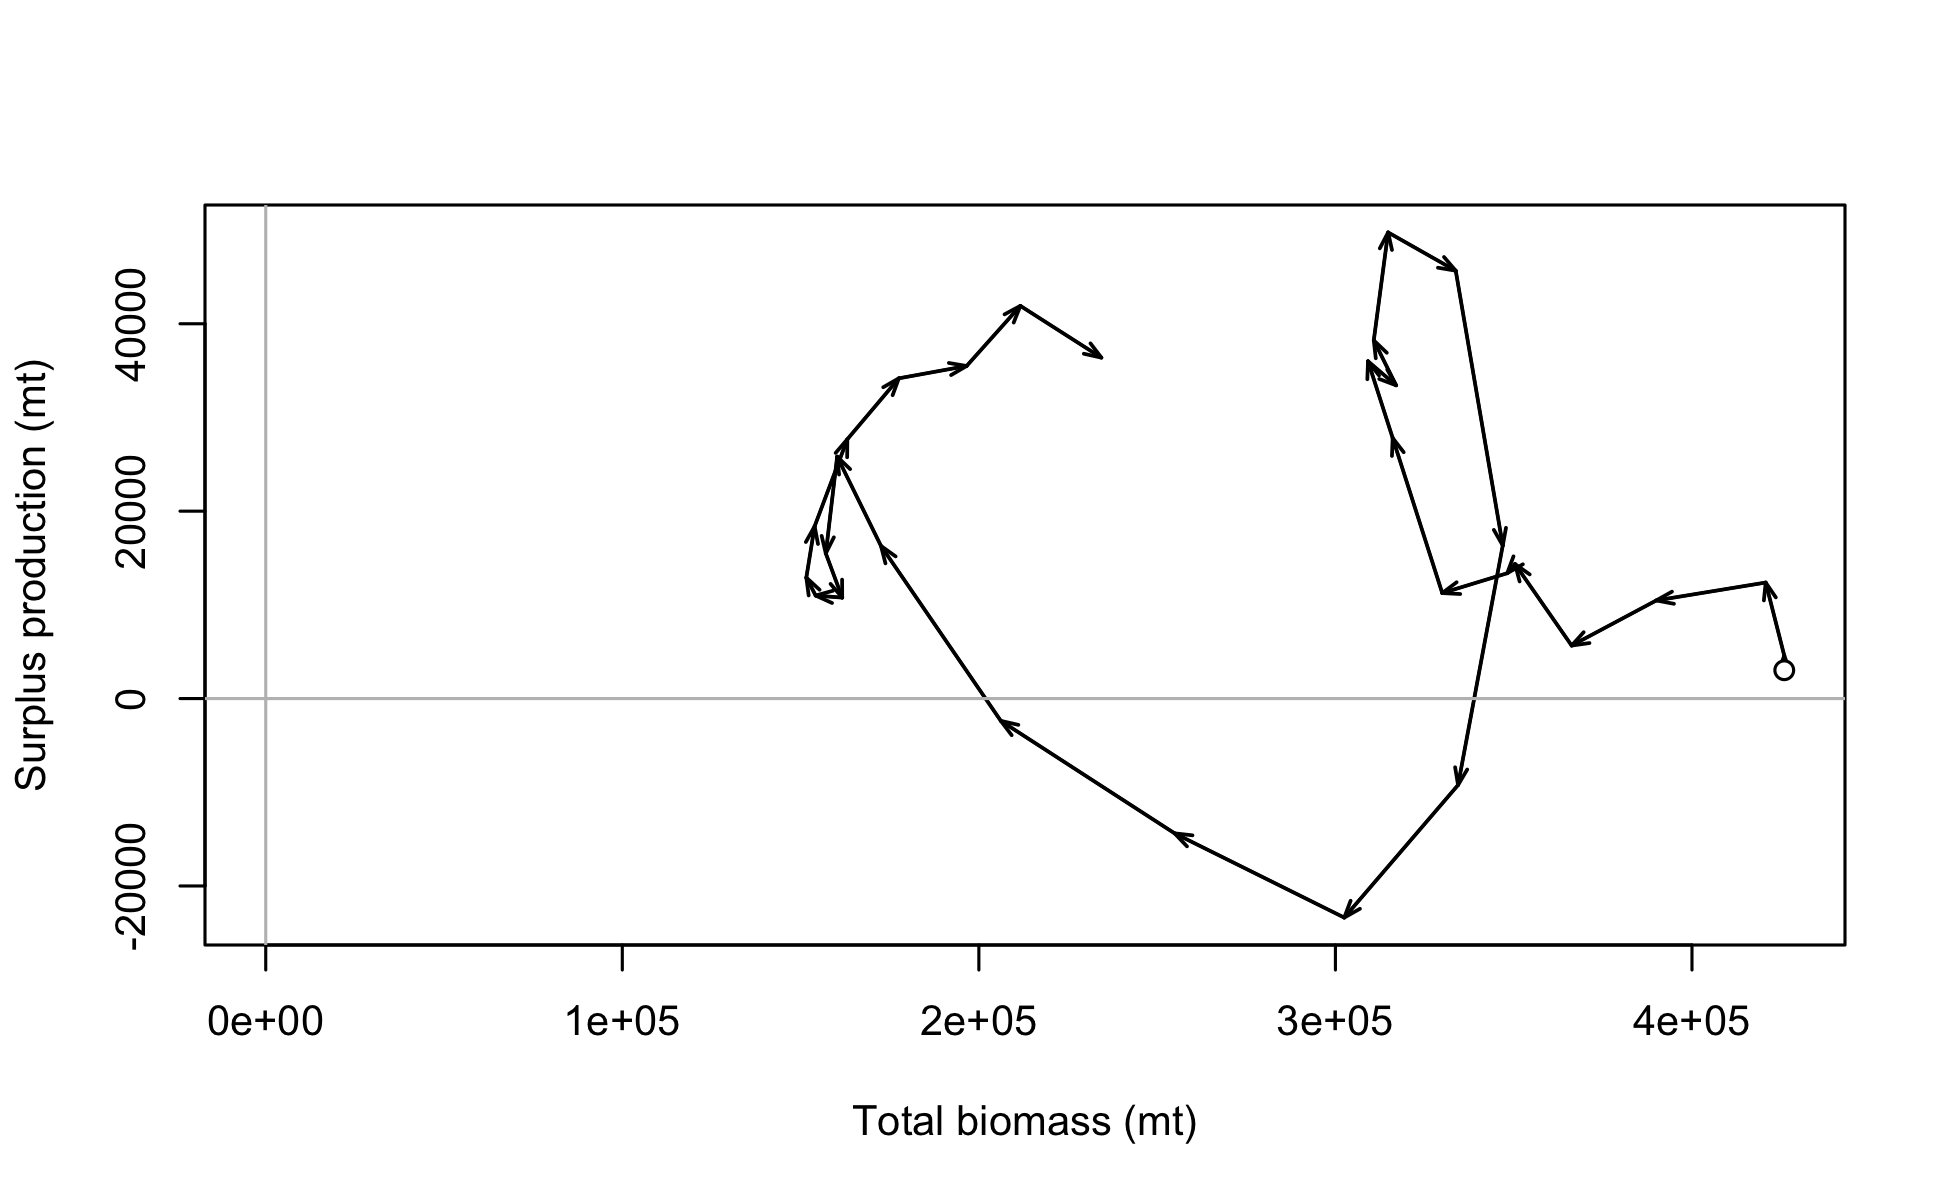 Surplus production (mt)
40000
20000
0
-20000
0e+00 1e+05 2e+05 3e+05 4e+05
Total biomass (mt)